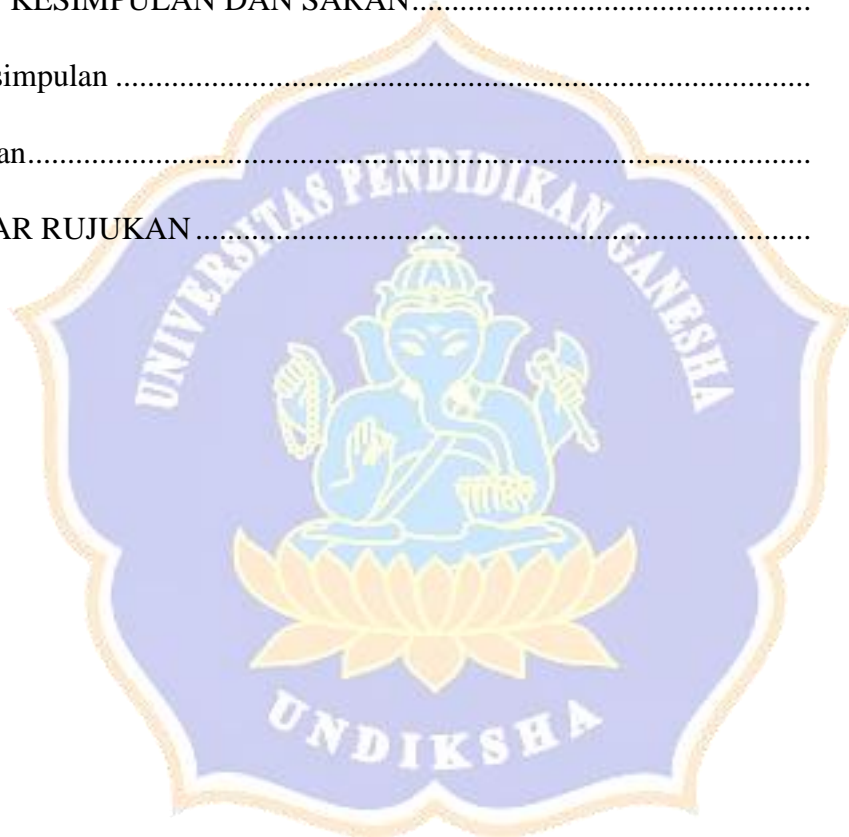 KESIMPULAN DAN SARAN........................................................................
simpulan ........................................................................................................................
an........................................................................................................................................
AR RUJUKAN ............................................................................................................
UNIVERSITAS PENDIDIKAN GANESHA
UNDIKSHA